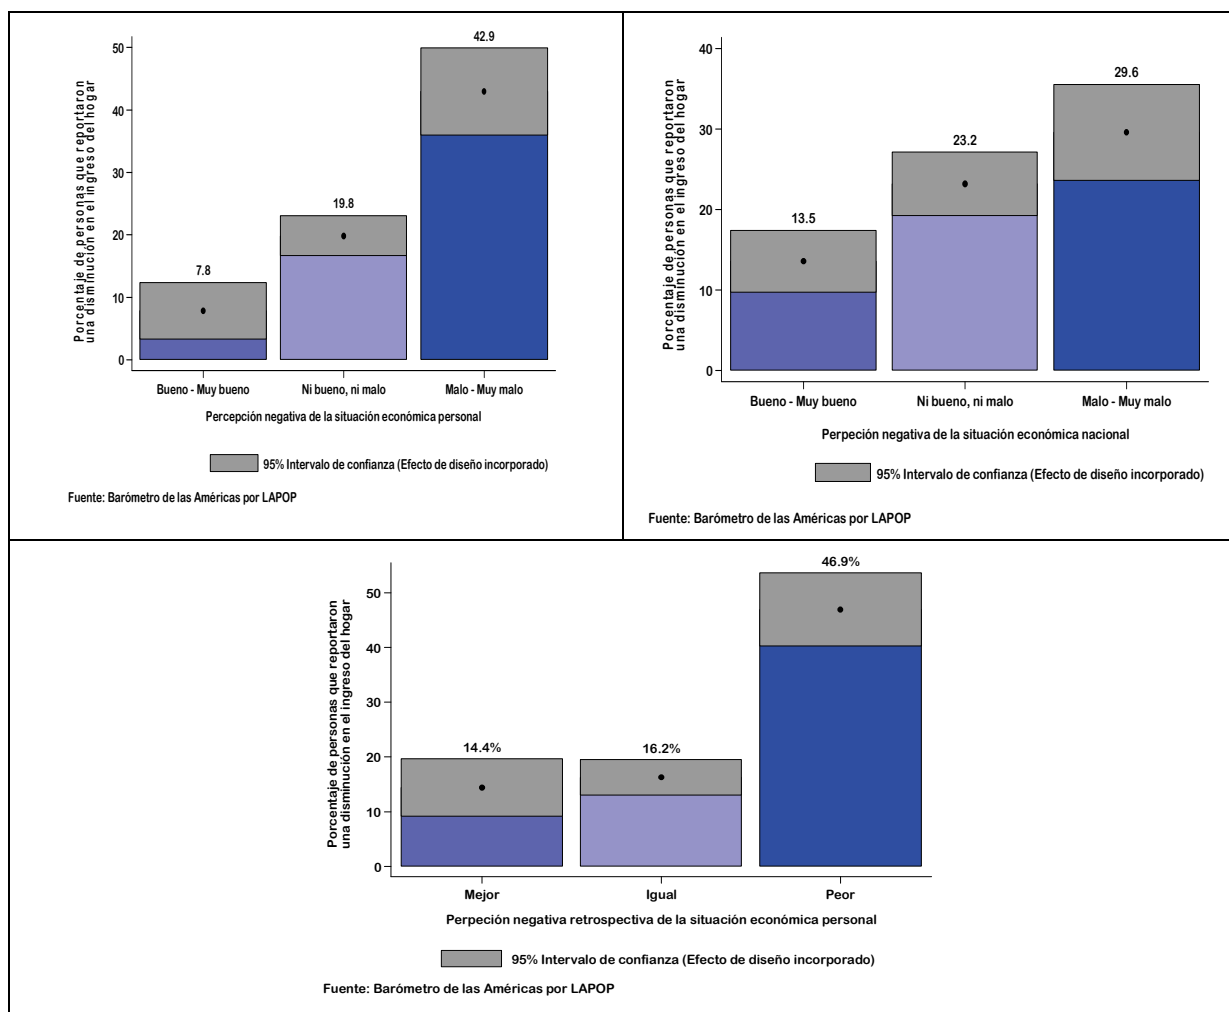 Porcentaje de personas que reportaron
una disminución en el ingreso del hogar
50
40
30
20
10
0
7.8
19.8
42.9
Bueno - Muy bueno
Ni bueno, ni malo
Malo - Muy malo
Percepción negativa de la situación económica personal
95% Intervalo de confianza (Efecto de diseño incorporado)
Fuente: Barómetro de las Américas por LAPOP
Porcentaje de personas que reportaron
una disminución en el ingreso del hogar
40
30
20
10
0
13.5
23.2
29.6
Bueno - Muy bueno
Ni bueno, ni malo
Malo - Muy malo
Perpeción negativa de la situación económica nacional
95% Intervalo de confianza (Efecto de diseño incorporado)
Fuente: Barómetro de las Américas por LAPOP
Porcentaje de personas que reportaron
una disminución en el ingreso del hogar
50
40
30
20
10
0
14.4%
16.2%
46.9%
Mejor
Igual
Peor
Perpeción negativa retrospectiva de la situación económica personal
95% Intervalo de confianza (Efecto de diseño incorporado)
Fuente: Barómetro de las Américas por LAPOP